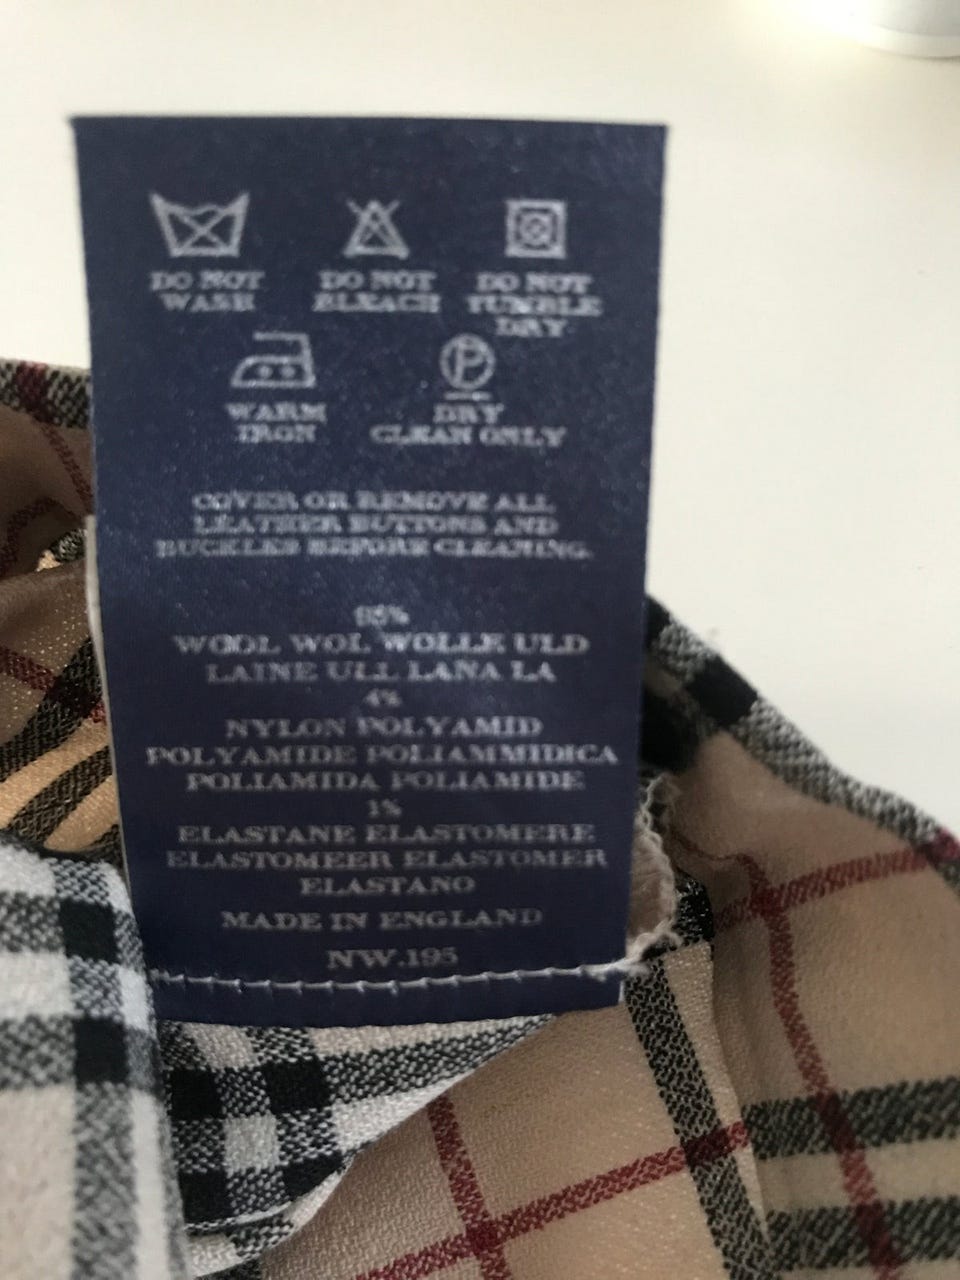 DO NOT WASH
DO NOT BLEACH
DO NOT TUMBLE DRY
P
WARM IRON
DRY CLEAN ONLY
COVER OR REMOVE ALL
LEATHER BUTTONS AND
BUCKLES BEFORE CLEANING.
95%
WOOL WOL WOLLE ULD
LAINE ULL LANA LA
4%
NYLON POLYAMID
POLYAMIDE POLIAMMIDICA
POLIAMIDA POLIAMIDE
1%
ELASTANE ELASTOMERE
ELASTOMEER ELASTOMER
ELASTANO
MADE IN ENGLAND
NW.195